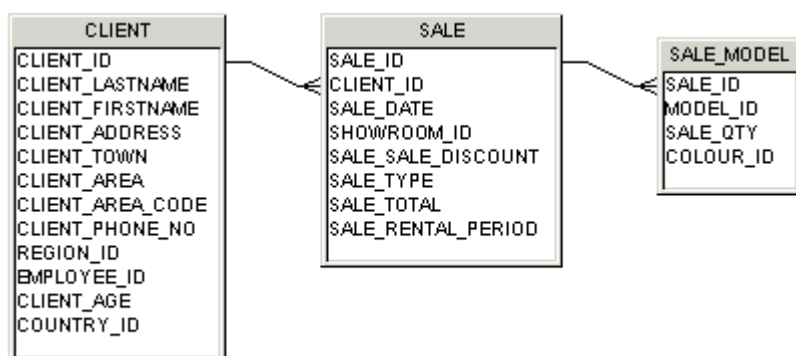 CLIENT
CLIENT_ID
CLIENT_LASTNAME
CLIENT_FIRSTNAME
CLIENT_ADDRESS
CLIENT_TOWN
CLIENT_AREA
CLIENT_AREA_CODE
CLIENT_PHONE_NO
REGION_ID
EMPLOYEE_ID
CLIENT_AGE
COUNTRY_ID
SALE
SALE_ID
CLIENT_ID
SALE_DATE
SHOWROOM_ID
SALE_SALE_DISCOUNT
SALE_TYPE
SALE_TOTAL
SALE_RENTAL_PERIOD
SALE_MODEL
SALE_ID
MODEL_ID
SALE_QTY
COLOUR_ID